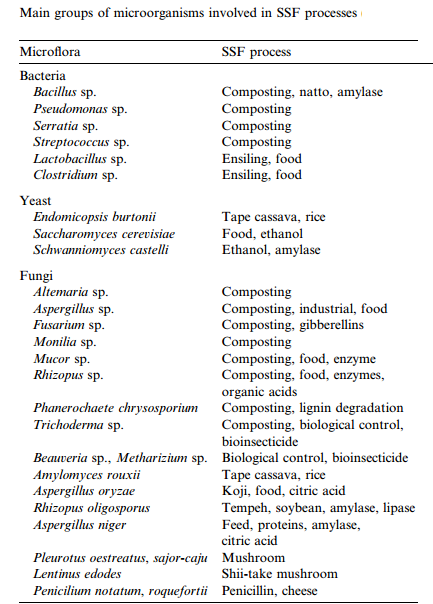 Main groups of microorganisms involved in SSF processes
Microflora SSF process
Bacteria
Bacillus sp. Composting, natto, amylase
Pseudomonas sp. Composting
Serratia sp. Composting
Streptococcus sp. Composting
Lactobacillus sp. Ensiling, food
Clostridium sp. Ensiling, food
Yeast
Endomicopsis burtonii Tape cassava, rice
Saccharomyces cerevisiae Food, ethanol
Schwanniomyces castelli Ethanol, amylase
Fungi
Altemaria sp. Composting
Aspergillus sp. Composting, industrial, food
Fusarium sp. Composting, gibberellins
Monilia sp. Composting
Mucor sp. Composting, food, enzyme
Rhizopus sp. Composting, food, enzymes,
organic acids
Phanerochaete chrysosporium Composting, lignin degradation
Trichoderma sp. Composting, biological control,
bioinsecticide
Beauveria sp., Metharizium sp. Biological control, bioinsecticide
Amylomyces rouxii Tape cassava, rice
Aspergillus oryzae Koji, food, citric acid
Rhizopus oligosporus Tempeh, soybean, amylase, lipase
Aspergillus niger Feed, proteins, amylase,
citric acid
Pleurotus oestreatus, sajor-caju Mushroom
Lentinus edodes Shii-take mushroom
Penicilium notatum, roquefortii Penicillin, cheese